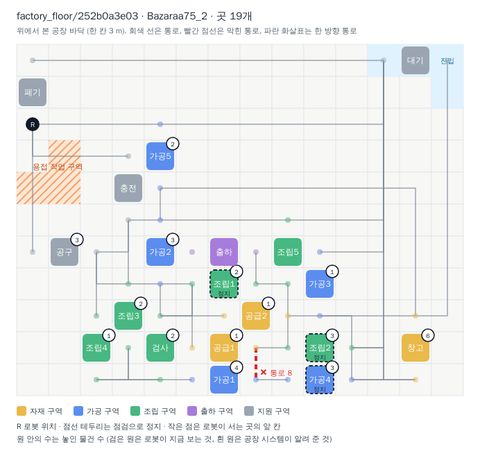 factory_floor/252b0a3e03 · Bazaraa75_2 · 곳 19개
위에서 본 공장 바닥 (한 칸 3 m). 회색 선은 통로, 빨간 점선은 막힌 통로, 파란 화살표는 한 방향 통로
대기
폐기
R
2
가공5
용접 작업 구역
충전
3
공구
3
가공2
출하
조립5
2
조립1
정지
1
가공3
2
조립3
1
공급2
1
조립4
2
검사
1
공급1
3
조립2
정지
6
창고
4
가공1
✖ 통로 8
3
가공4
정지
자재 구역
가공 구역
조립 구역
출하 구역
지원 구역
R 로봇 위치 · 점선 테두리는 점검으로 정지 · 작은 점은 로봇이 서는 곳의 앞 칸
원 안의 수는 놓인 물건 수 (검은 원은 로봇이 지금 보는 것, 흰 원은 공장 시스템이 알려 준 것)